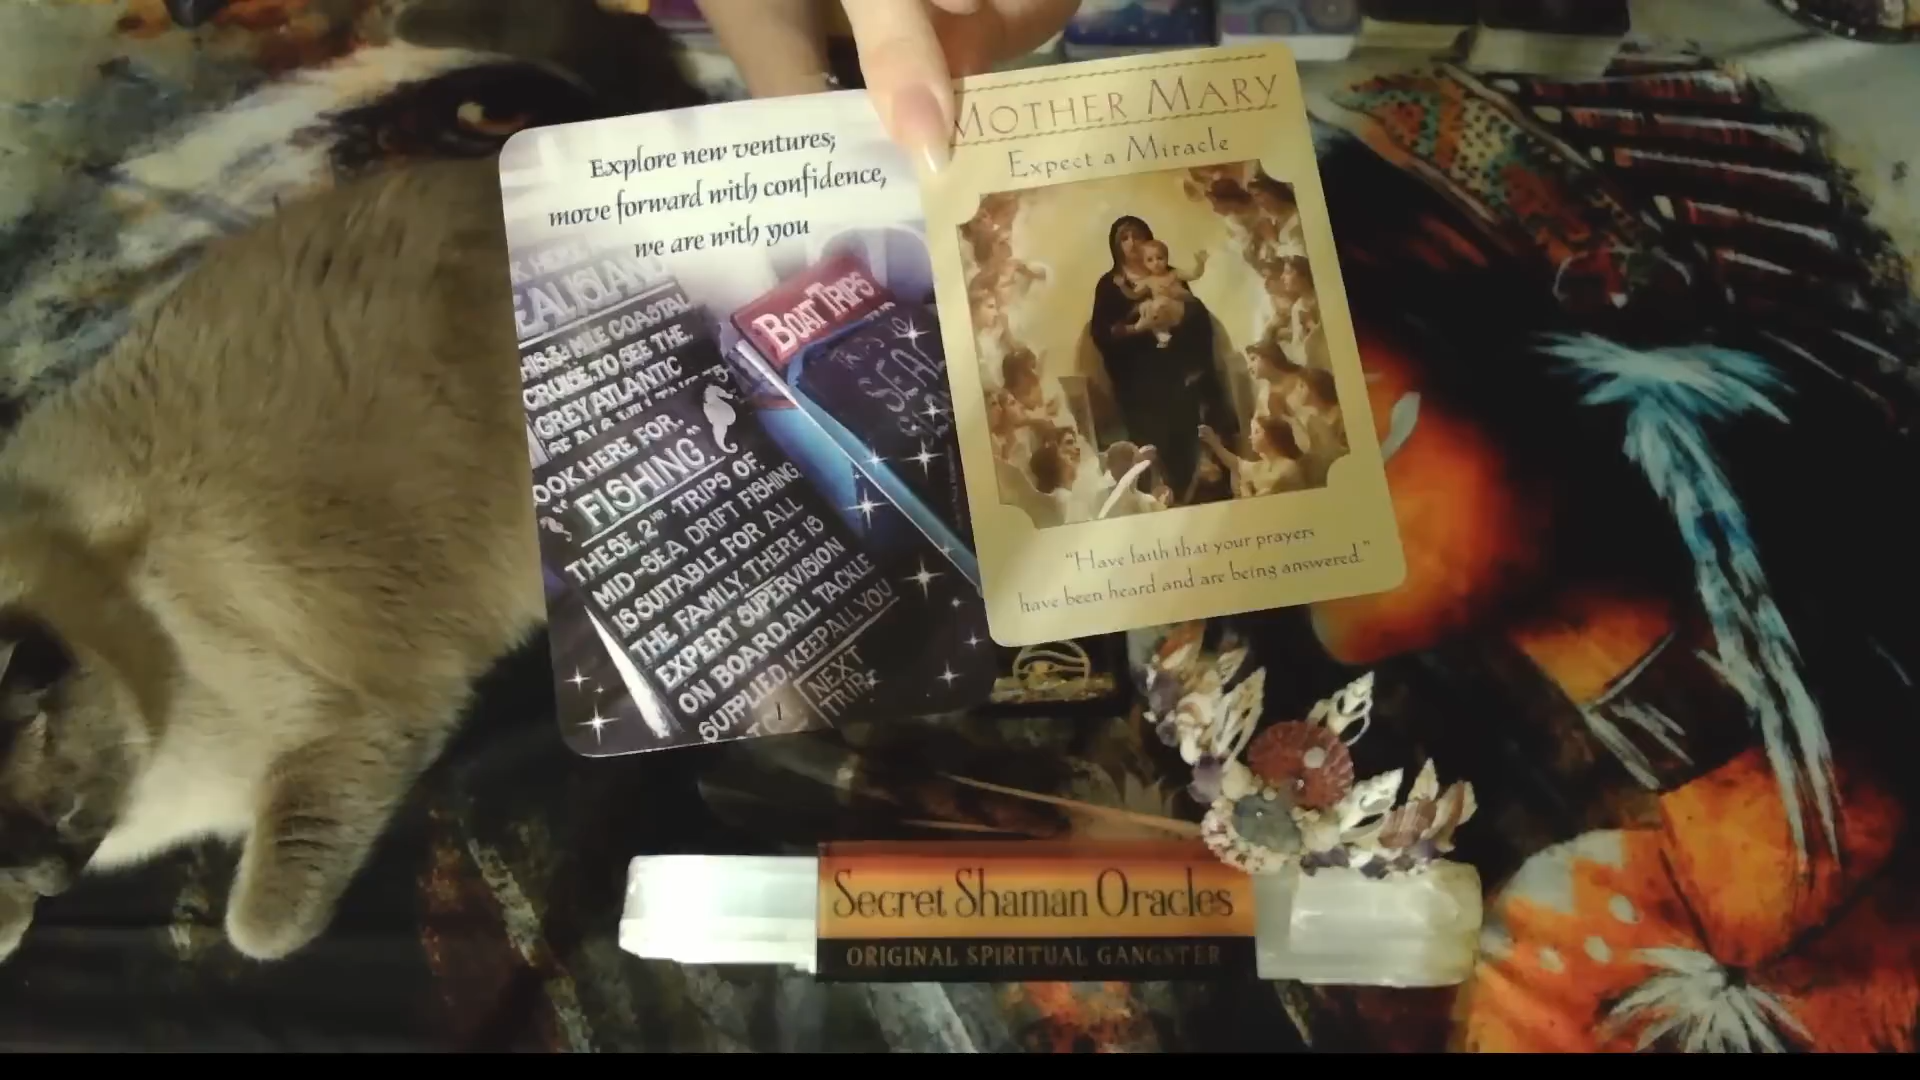 Explore new ventures;
move forward with confidence,
we are with you
BOAT TRIPS
MILE COASTAL
CRUISE. TO SEE THE.
GREY ATLANTIC
SEAL
HERE FOR.
"FISHING."
THESE. 2HR. TRIPS OF.
MID-SEA DRIFT FISHING.
IS SUITABLE FOR ALL
THE FAMILY. THERE IS
EXPERT SUPERVISION
ON BOARD. ALL TACKLE
SUPPLIED. KEEP ALL YOU
NEXT
TRIP.
1
MOTHER MARY
Expect a Miracle
"Have faith that your prayers
have been heard and are being answered."
Secret Shaman Oracles
ORIGINAL SPIRITUAL GANGSTER